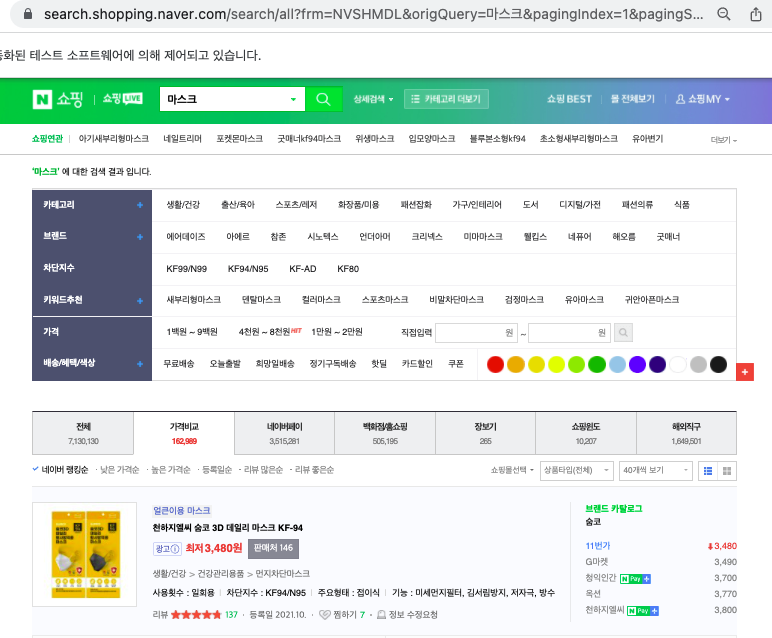 search.shopping.naver.com/search/all?frm=NVSHMDL&origQuery=마스크&pagingIndex=1&pagingS...
동화된 테스트 소프트웨어에 의해 제어되고 있습니다.
N 쇼핑 쇼핑LIVE 마스크 상세검색 카테고리 더보기 쇼핑 BEST 몰 전체보기 쇼핑MY
쇼핑연관 아기새부리형마스크 네일트리머 포켓몬마스크 굿매너kf94마스크 위생마스크 입모양마스크 블루본소형kf94 초소형새부리형마스크 유아변기 더보기
'마스크' 에 대한 검색 결과 입니다.
카테고리 + 생활/건강 출산/육아 스포츠/레저 화장품/미용 패션잡화 가구/인테리어 도서 디지털/가전 패션의류 식품
브랜드 + 에어데이즈 아에르 참존 시노텍스 언더아머 크리넥스 미마마스크 웰킵스 네퓨어 해오름 굿매너
차단지수 KF99/N99 KF94/N95 KF-AD KF80
키워드추천 + 새부리형마스크 덴탈마스크 컬러마스크 스포츠마스크 비말차단마스크 검정마스크 유아마스크 귀안아픈마스크
가격 1백원 ~ 9백원 4천원 ~ 8천원HIT 1만원 ~ 2만원 직접입력 원 ~ 원
배송/혜택/색상 + 무료배송 오늘출발 희망일배송 정기구독배송 핫딜 카드할인 쿠폰
+
전체 가격비교 네이버페이 백화점/홈쇼핑 장보기 쇼핑윈도 해외직구
7,130,130 162,989 3,515,281 505,195 265 10,207 1,649,501
네이버 랭킹순 · 낮은 가격순 · 높은 가격순 · 등록일순 · 리뷰 많은순 · 리뷰 좋은순 쇼핑몰선택 상품타입(전체) 40개씩 보기
얼큰이용 마스크
천하지엘씨 숨코 3D 데일리 마스크 KF-94
광고 최저3,480원 판매처 146
생활/건강 > 건강관리용품 > 먼지차단마스크
사용횟수 : 일회용 차단지수 : KF94/N95 주요형태 : 접이식 기능 : 미세먼지필터, 김서림방지, 저자극, 방수
리뷰 ★★★★★ 137 · 등록일 2021.10. · 찜하기 7 · 정보 수정요청
브랜드 카탈로그
숨코
11번가 3,480
G마켓 3,490
청익인간 N Pay + 3,700
옥션 3,770
천하지엘씨 N Pay + 3,800